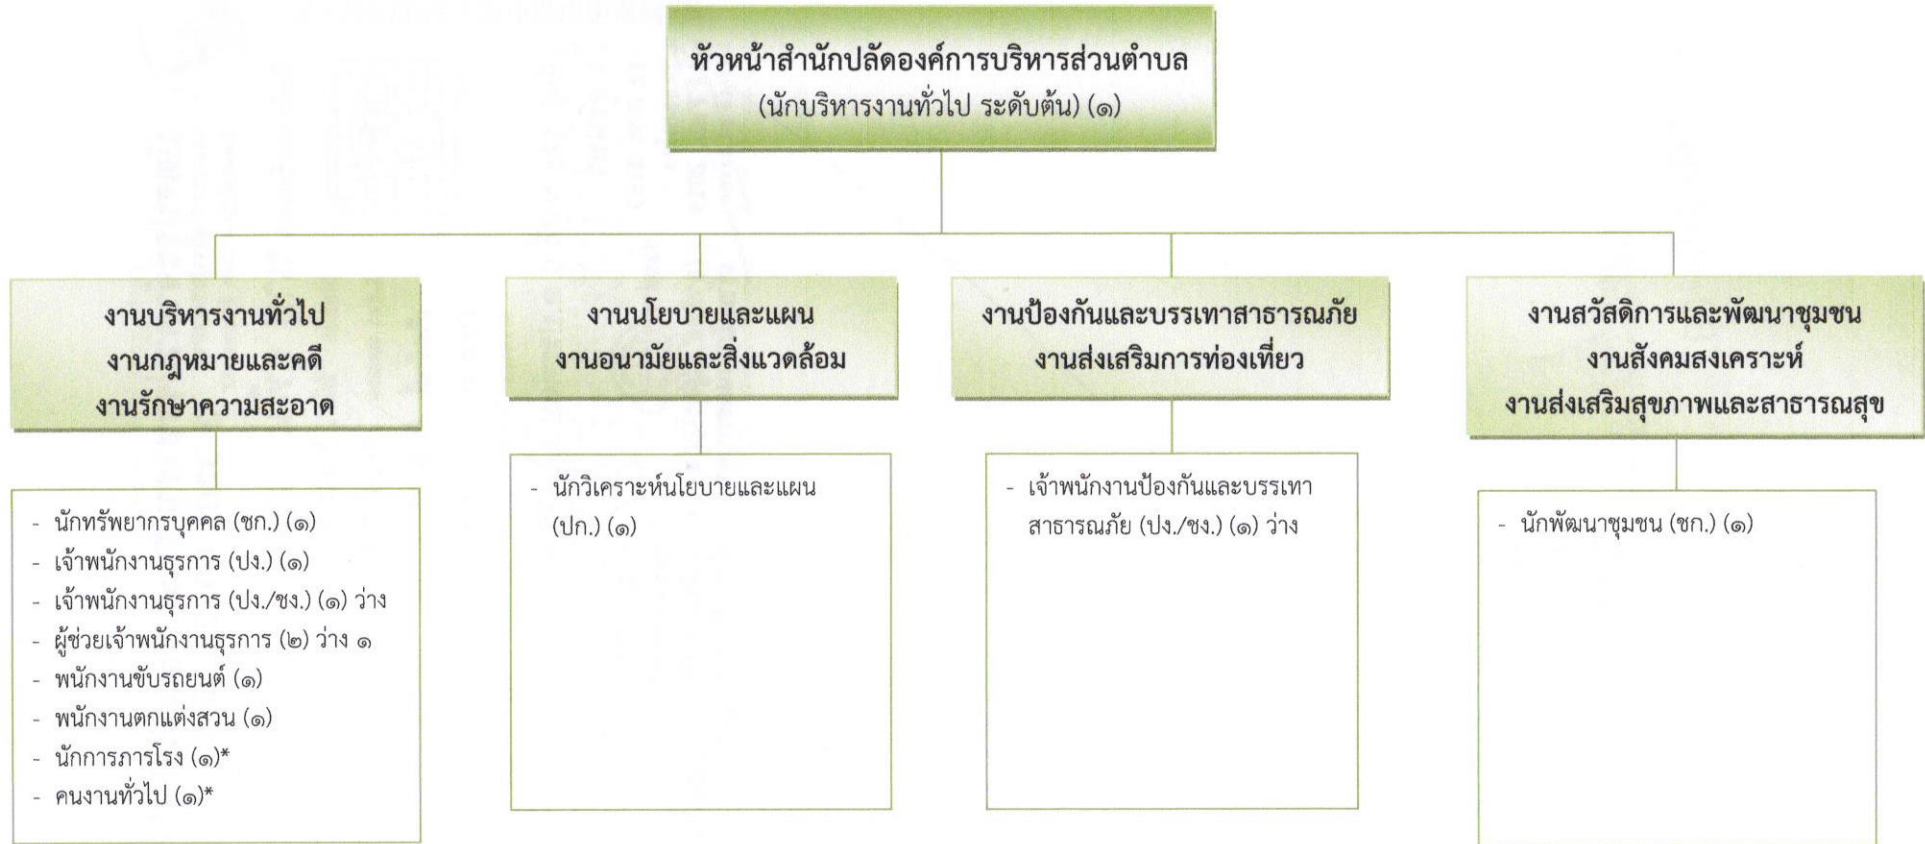 หัวหน้าสำนักปลัดองค์การบริหารส่วนตำบล
(นักบริหารงานทั่วไป ระดับต้น) (๑)
งานบริหารงานทั่วไป
งานกฎหมายและคดี
งานรักษาความสะอาด
- นักทรัพยากรบุคคล (ชก.) (๑)
- เจ้าพนักงานธุรการ (ปง.) (๑)
- เจ้าพนักงานธุรการ (ปง./ชง.) (๑) ว่าง
- ผู้ช่วยเจ้าพนักงานธุรการ (๒) ว่าง ๑
- พนักงานขับรถยนต์ (๑)
- พนักงานตกแต่งสวน (๑)
- นักการภารโรง (๑)*
- คนงานทั่วไป (๑)*
งานนโยบายและแผน
งานอนามัยและสิ่งแวดล้อม
- นักวิเคราะห์นโยบายและแผน
(ปก.) (๑)
งานป้องกันและบรรเทาสาธารณภัย
งานส่งเสริมการท่องเที่ยว
- เจ้าพนักงานป้องกันและบรรเทา
สาธารณภัย (ปง./ชง.) (๑) ว่าง
งานสวัสดิการและพัฒนาชุมชน
งานสังคมสงเคราะห์
งานส่งเสริมสุขภาพและสาธารณสุข
- นักพัฒนาชุมชน (ชก.) (๑)